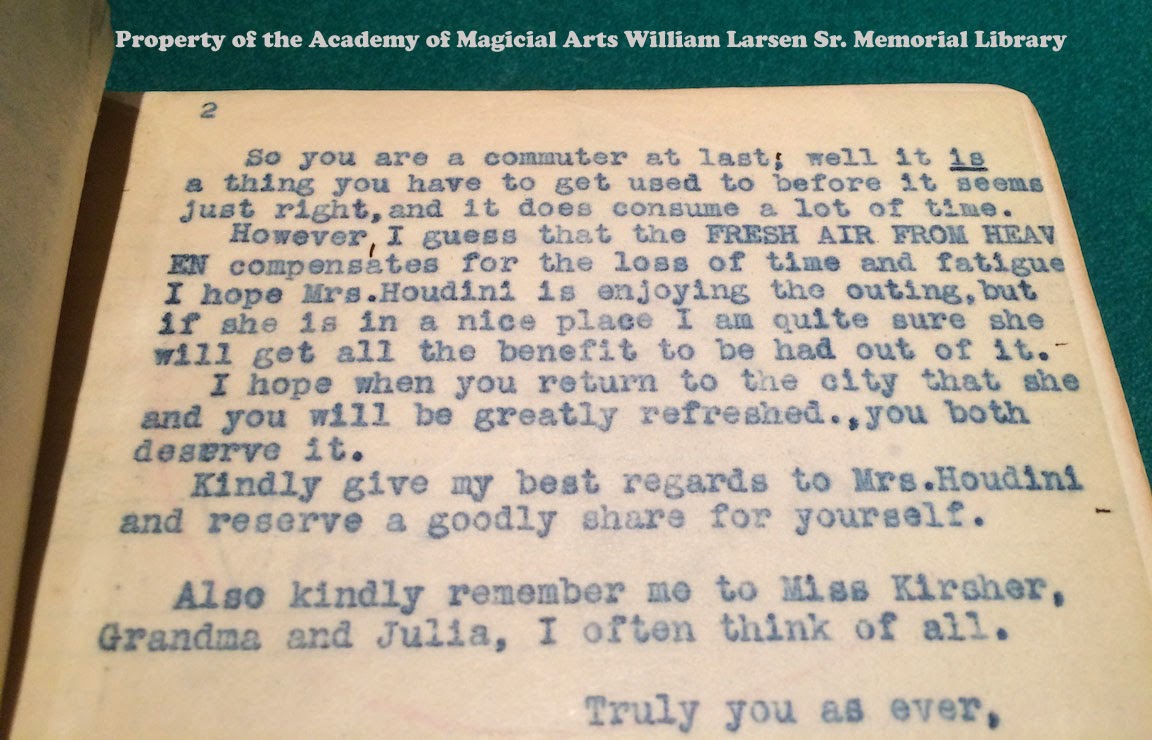 Property of the Academy of Magicial Arts William Larsen Sr. Memorial Library
2
So you are a commuter at last; well it is
a thing you have to get used to before it seems
just right,and it does consume a lot of time.
However I guess that the FRESH AIR FROM HEAV
EN compensates for the loss of time and fatigue
I hope Mrs.Houdini is enjoying the outing,but
if she is in a nice place I am quite sure she
will get all the benefit to be had out of it.
I hope when you return to the city that she
and you will be greatly refreshed.,you both
deserve it.
Kindly give my best regards to Mrs.Houdini
and reserve a goodly share for yourself.
Also kindly remember me to Miss Kirsher,
Grandma and Julia, I often think of all.
Truly you as ever,